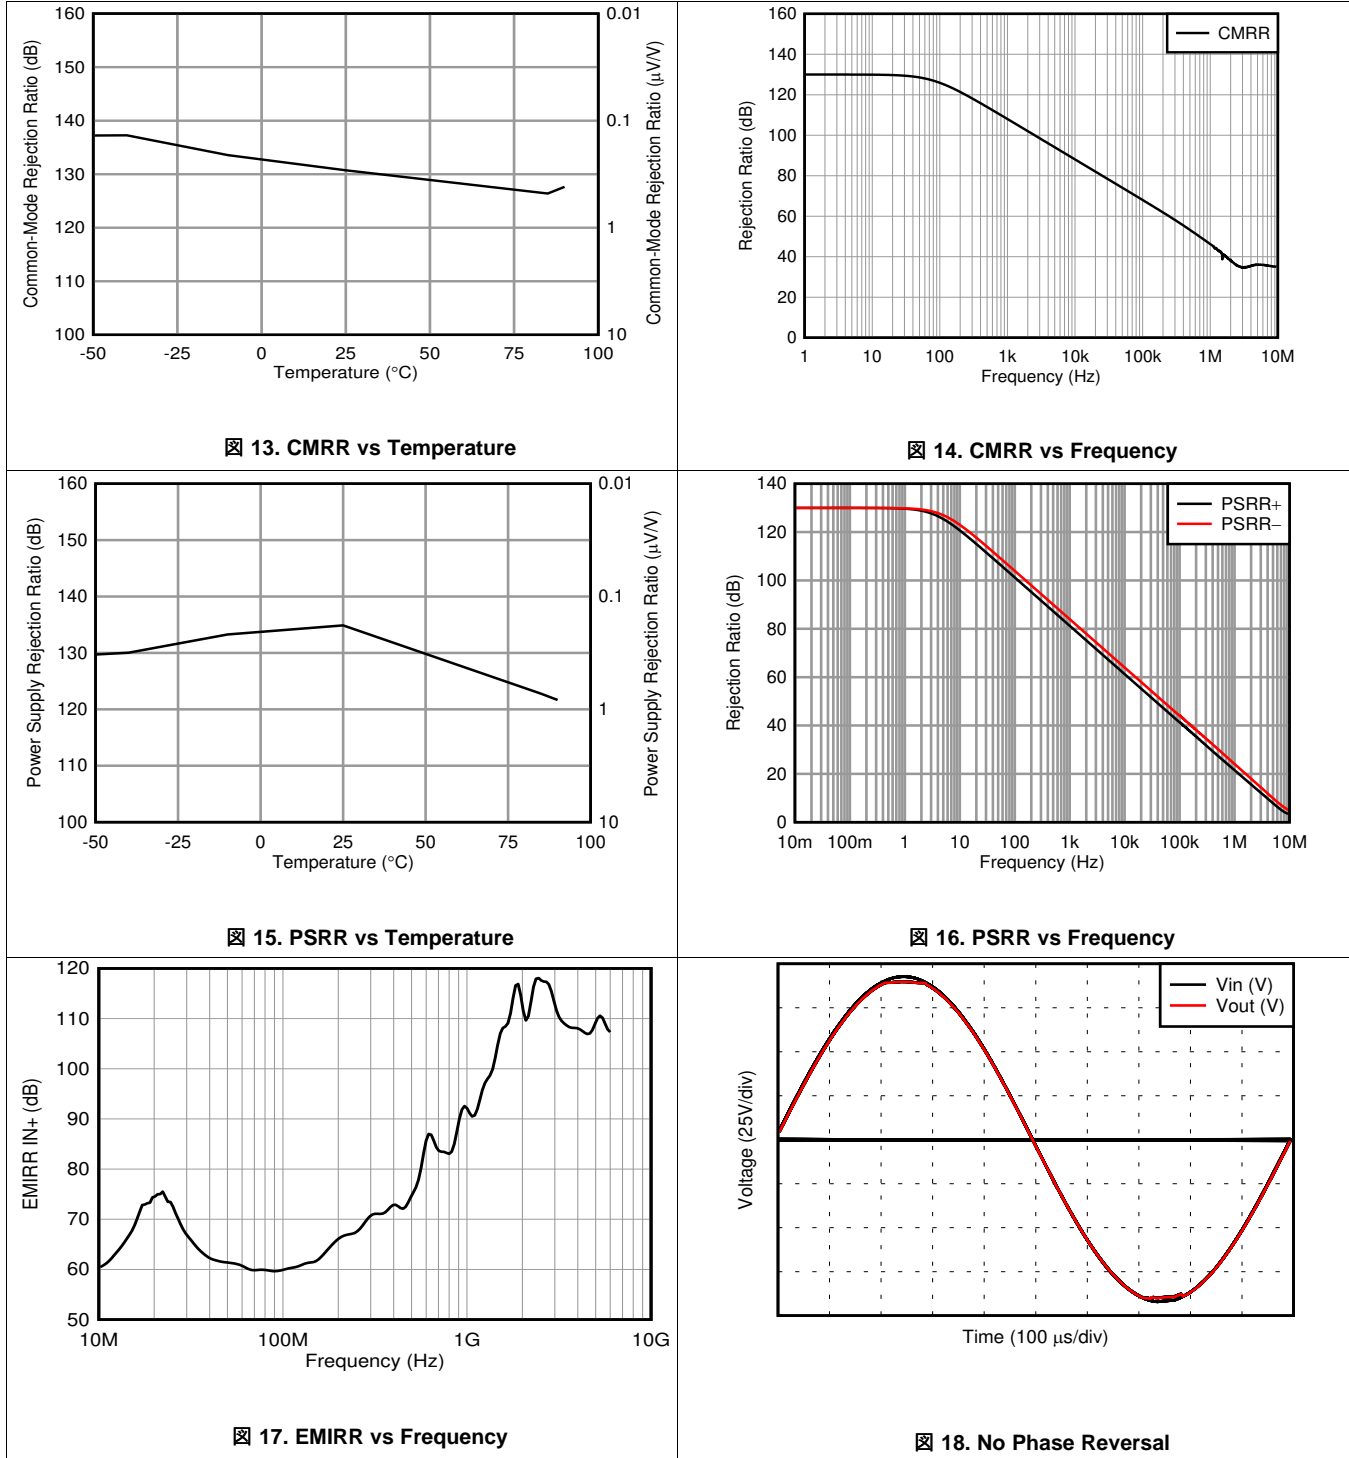 160
150
140
130
120
110
100
0.01
0.1
1
10
-50 -25 0 25 50 75 100
Temperature (°C)
Common-Mode Rejection Ratio (dB)
Common-Mode Rejection Ratio (µV/V)
図 13. CMRR vs Temperature
160
140
120
100
80
60
40
20
0
1 10 100 1k 10k 100k 1M 10M
Frequency (Hz)
Rejection Ratio (dB)
CMRR
図 14. CMRR vs Frequency
160
150
140
130
120
110
100
0.01
0.1
1
10
-50 -25 0 25 50 75 100
Temperature (°C)
Power Supply Rejection Ratio (dB)
Power Supply Rejection Ratio (µV/V)
図 15. PSRR vs Temperature
140
120
100
80
60
40
20
0
10m 100m 1 10 100 1k 10k 100k 1M 10M
Frequency (Hz)
Rejection Ratio (dB)
PSRR+
PSRR−
図 16. PSRR vs Frequency
120
110
100
90
80
70
60
50
10M 100M 1G 10G
Frequency (Hz)
EMIRR IN+ (dB)
図 17. EMIRR vs Frequency
Vin (V)
Vout (V)
Voltage (25V/div)
Time (100 µs/div)
図 18. No Phase Reversal